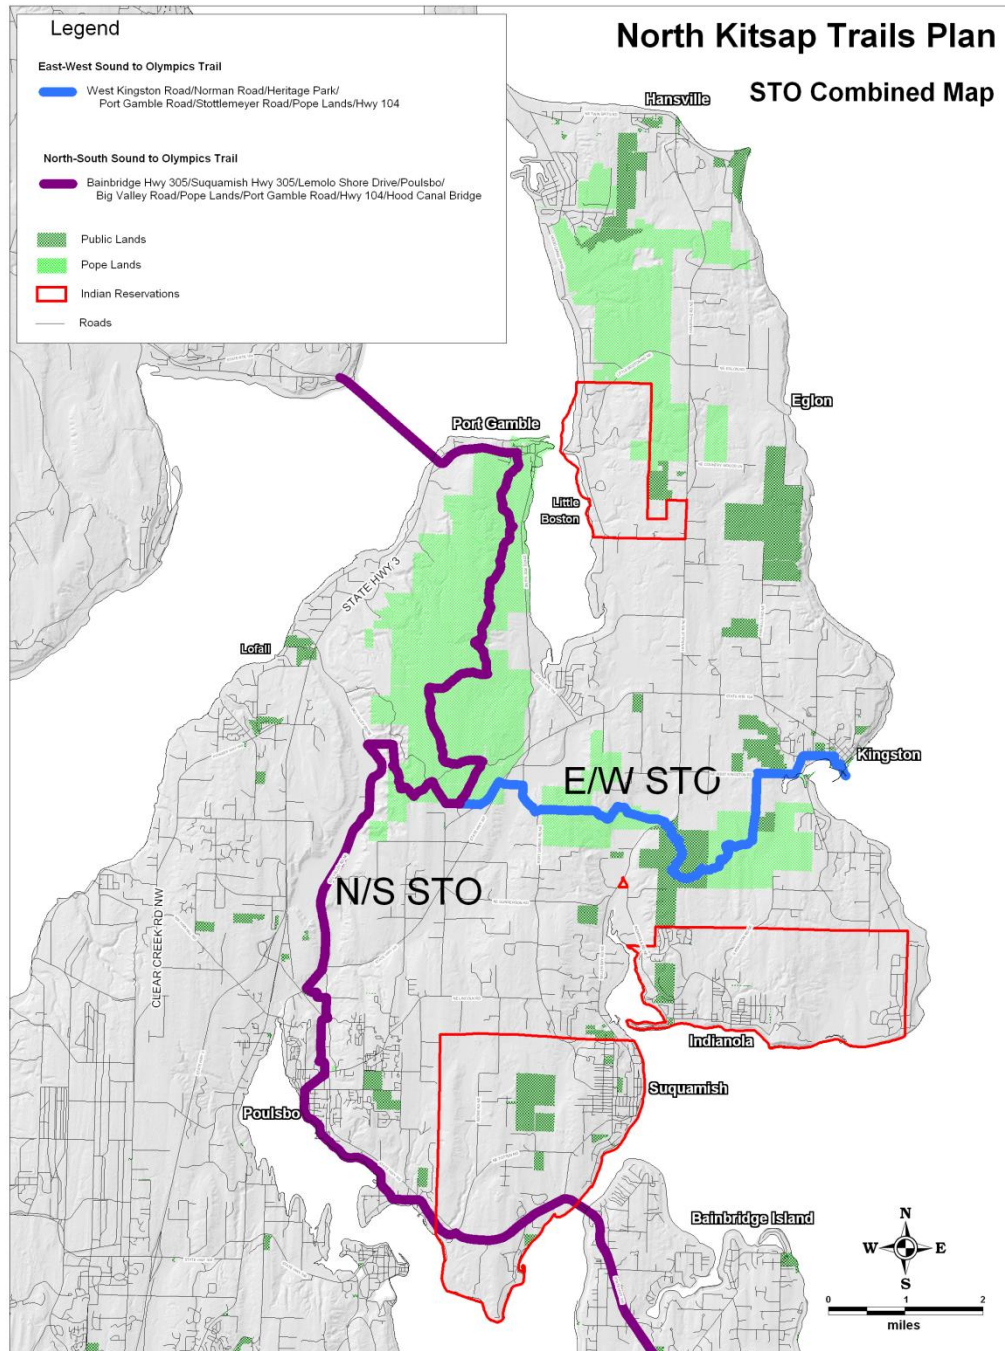 North Kitsap Trails Plan
STO Combined Map
Legend
East-West Sound to Olympics Trail
West Kingston Road/Norman Road/Heritage Park/
Port Gamble Road/Stottlemeyer Road/Pope Lands/Hwy 104
North-South Sound to Olympics Trail
Bainbridge Hwy 305/Suquamish Hwy 305/Lemolo Shore Drive/Poulsbo/
Big Valley Road/Pope Lands/Port Gamble Road/Hwy 104/Hood Canal Bridge
Public Lands
Pope Lands
Indian Reservations
Roads
Hansville
Eglon
Port Gamble
Little
Boston
STATE HWY 3
Lofall
Kingston
E/W STO
N/S STO
CLEAR CREEK RD NW
Indianola
Suquamish
Poulsbo
Bainbridge Island
N
W
E
S
0
1
2
miles